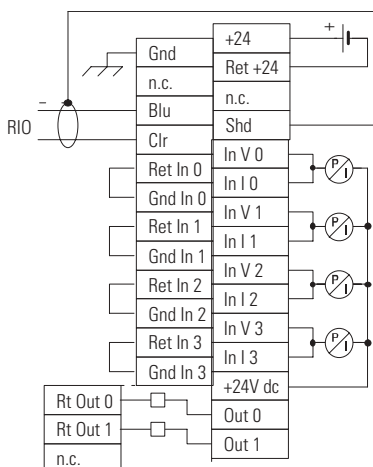 +24
+
Gnd
Ret +24
n.c.
n.c.
Blu
Shd
RIO
– –
Clr
In V 0
Ret In 0
In I 0
P/I
Gnd In 0
In V 1
Ret In 1
In I 1
P/I
Gnd In 1
In V 2
Ret In 2
In I 2
P/I
Gnd In 2
In V 3
Ret In 3
In I 3
P/I
Gnd In 3
+24V dc
Rt Out 0
Out 0
Rt Out 1
Out 1
n.c.